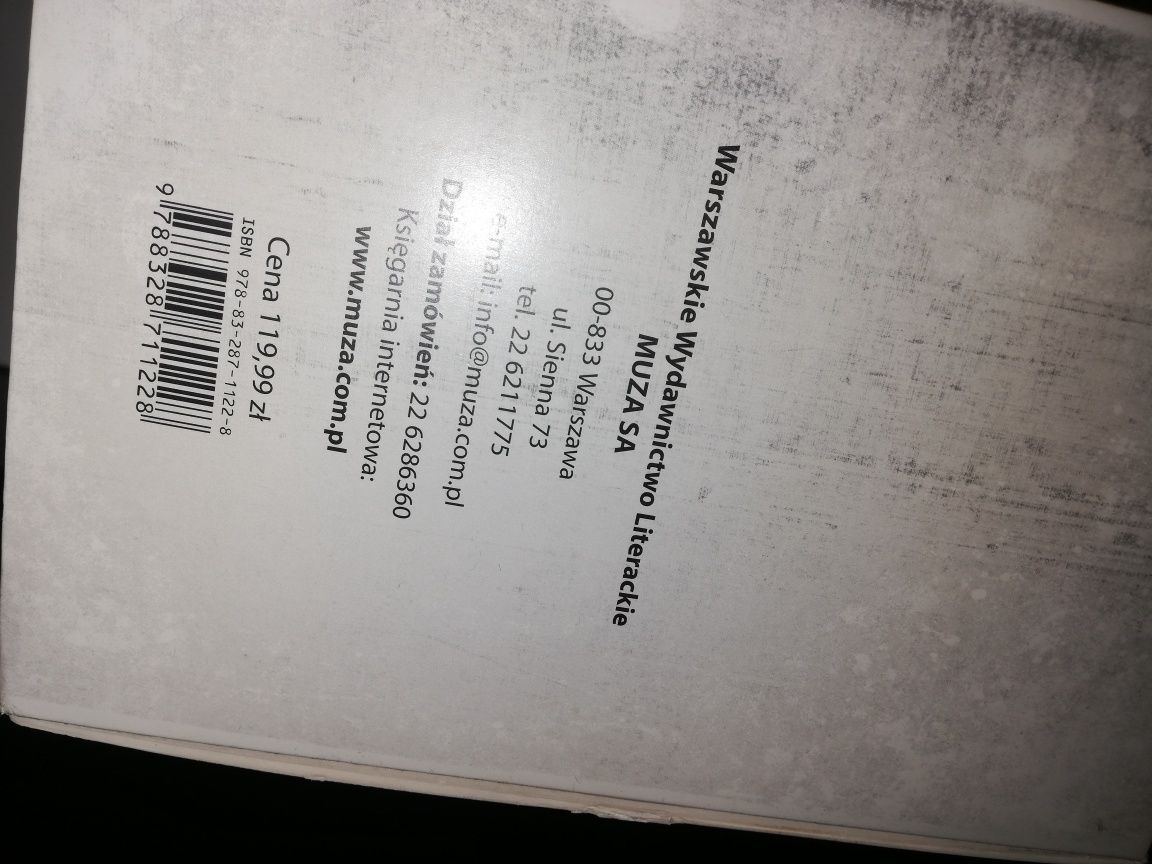 Warszawskie Wydawnictwo Literackie
MUZA SA
00-833 Warszawa
ul. Sienna 73
tel. 22 6211775
e-mail: info@muza.com.pl
Dział zamówień: 22 6286360
Księgarnia internetowa:
www.muza.com.pl
Cena 119,99 zł
ISBN 978-83-287-1122-8
9 788328 711228